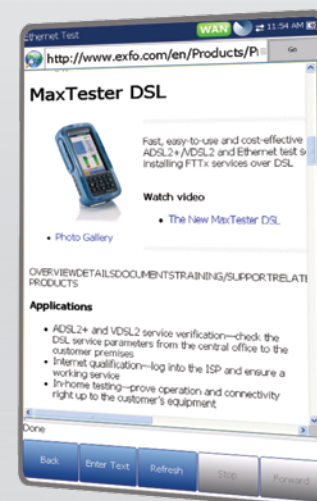 Ethernet Test WAN 11:54 AM
http://www.exfo.com/en/Products/P Go
MaxTester DSL
Fast, easy-to-use and cost-effective
ADSL2+/VDSL2 and Ethernet test s
installing FTTx services over DSL
Watch video
• The New MaxTester DSL
• Photo Gallery
OVERVIEWDETAILSDOCUMENTSTRAINING/SUPPORTRELATE
PRODUCTS
Applications
• ADSL2+ and VDSL2 service verification—check the
DSL service parameters from the central office to the
customer premises
• Internet qualification—log into the ISP and ensure a
working service
• In-home testing—prove operation and connectivity
right up to the customer's equipment
Done
Back Enter Text Refresh Stop Forward